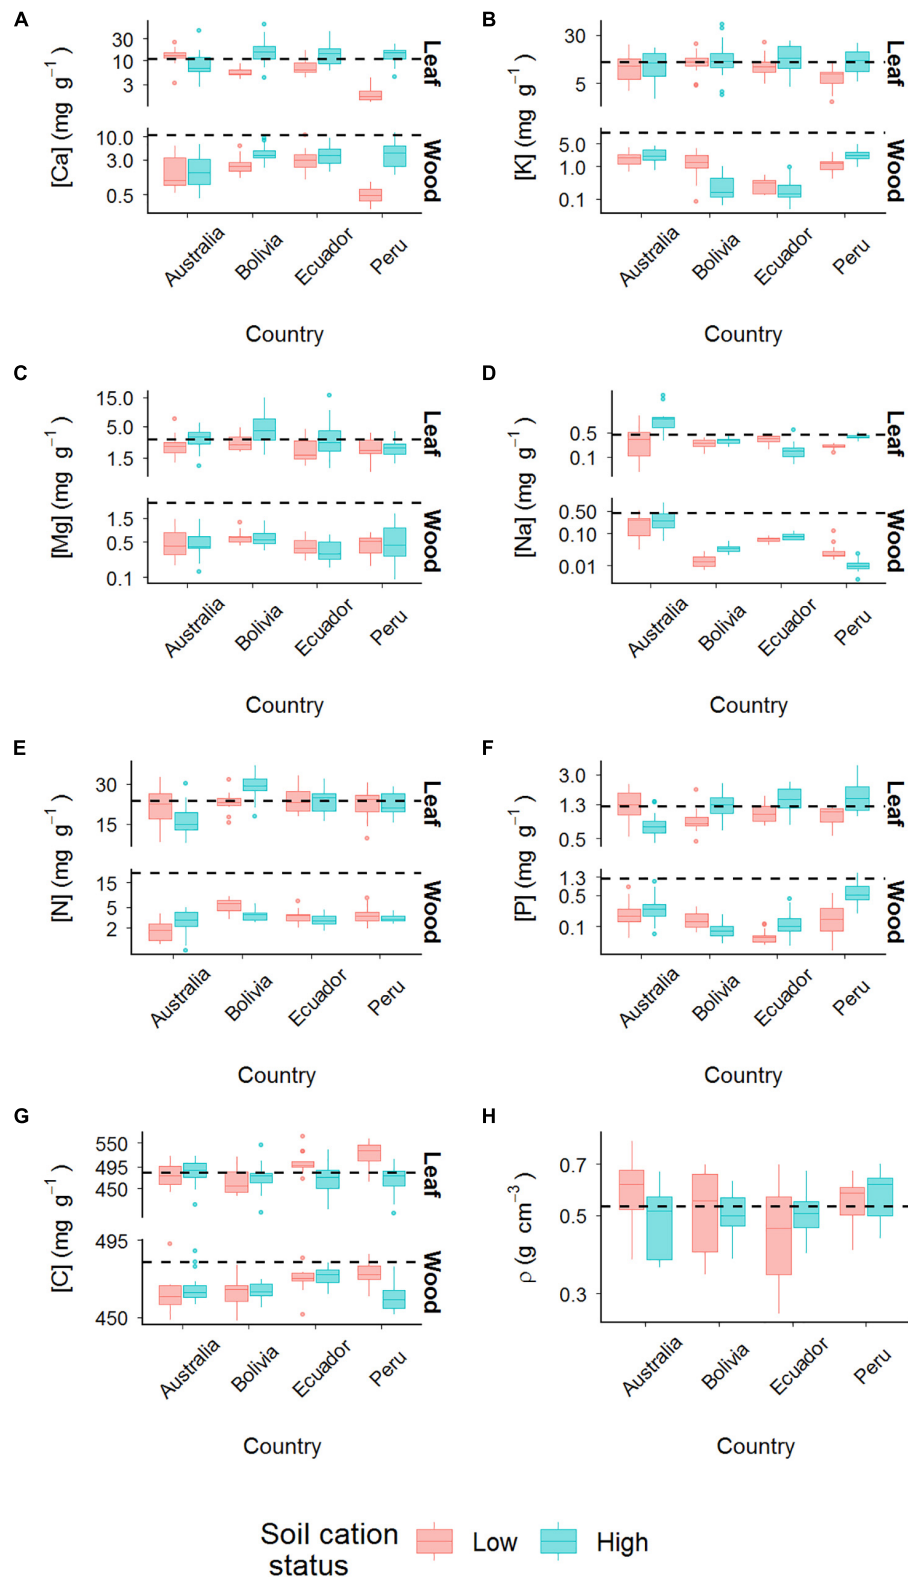 A
[Ca] (mg g⁻¹)
30
10
3
Leaf
10.0
3.0
0.5
Wood
Australia
Bolivia
Ecuador
Peru
Country
B
[K] (mg g⁻¹)
30
5
Leaf
5.0
1.0
0.1
Wood
Australia
Bolivia
Ecuador
Peru
Country
C
[Mg] (mg g⁻¹)
15.0
5.0
1.5
Leaf
1.5
0.5
0.1
Wood
Australia
Bolivia
Ecuador
Peru
Country
D
[Na] (mg g⁻¹)
0.5
0.1
Leaf
0.50
0.10
0.01
Wood
Australia
Bolivia
Ecuador
Peru
Country
E
[N] (mg g⁻¹)
30
15
Leaf
15
5
2
Wood
Australia
Bolivia
Ecuador
Peru
Country
F
[P] (mg g⁻¹)
3.0
1.3
0.5
Leaf
1.3
0.5
0.1
Wood
Australia
Bolivia
Ecuador
Peru
Country
G
[C] (mg g⁻¹)
550
495
450
Leaf
495
450
Wood
Australia
Bolivia
Ecuador
Peru
Country
H
ρ (g cm⁻³)
0.7
0.5
0.3
Australia
Bolivia
Ecuador
Peru
Country
Soil cation
status
Low
High